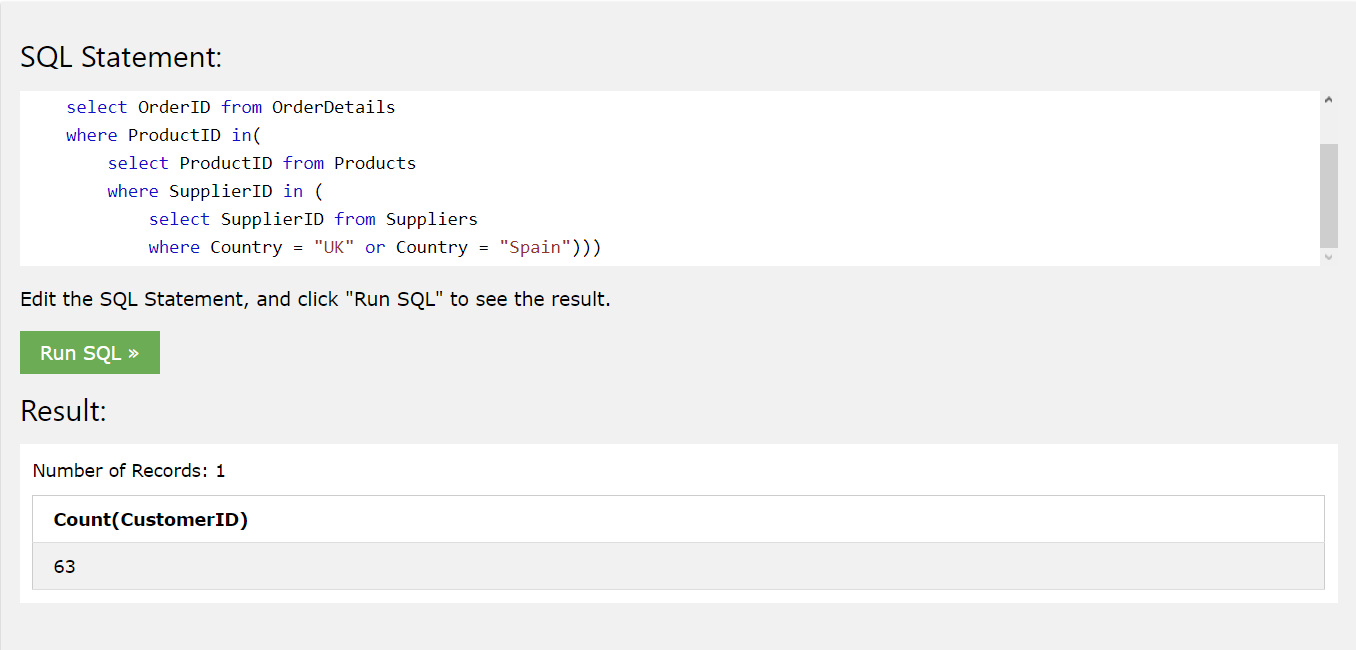 SQL Statement:
select OrderID from OrderDetails
where ProductID in(
select ProductID from Products
where SupplierID in (
select SupplierID from Suppliers
where Country = "UK" or Country = "Spain")))
Edit the SQL Statement, and click "Run SQL" to see the result.
Run SQL »
Result:
Number of Records: 1
Count(CustomerID)
63